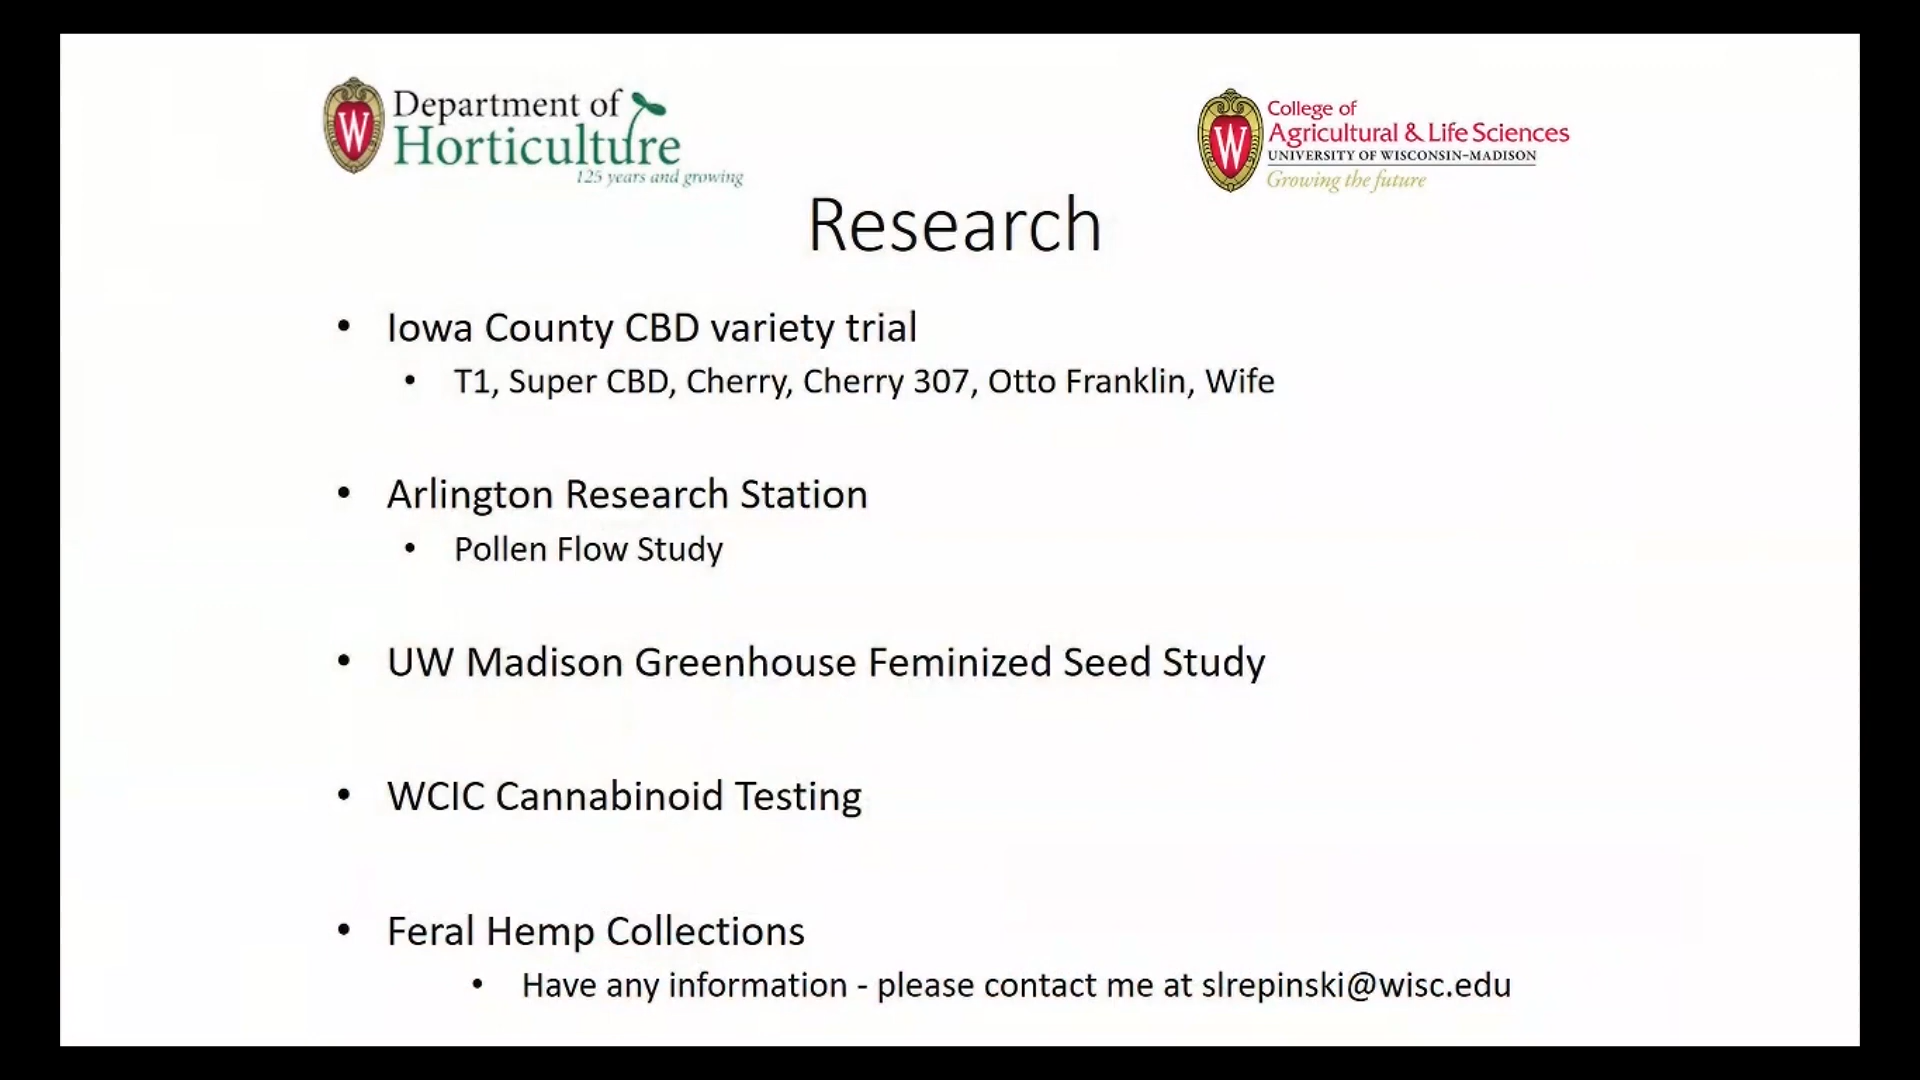 Department of
Horticulture
125 years and growing
College of
Agricultural & Life Sciences
UNIVERSITY OF WISCONSIN-MADISON
Growing the future
Research
• Iowa County CBD variety trial
• T1, Super CBD, Cherry, Cherry 307, Otto Franklin, Wife
• Arlington Research Station
• Pollen Flow Study
• UW Madison Greenhouse Feminized Seed Study
• WCIC Cannabinoid Testing
• Feral Hemp Collections
• Have any information - please contact me at slrepinski@wisc.edu